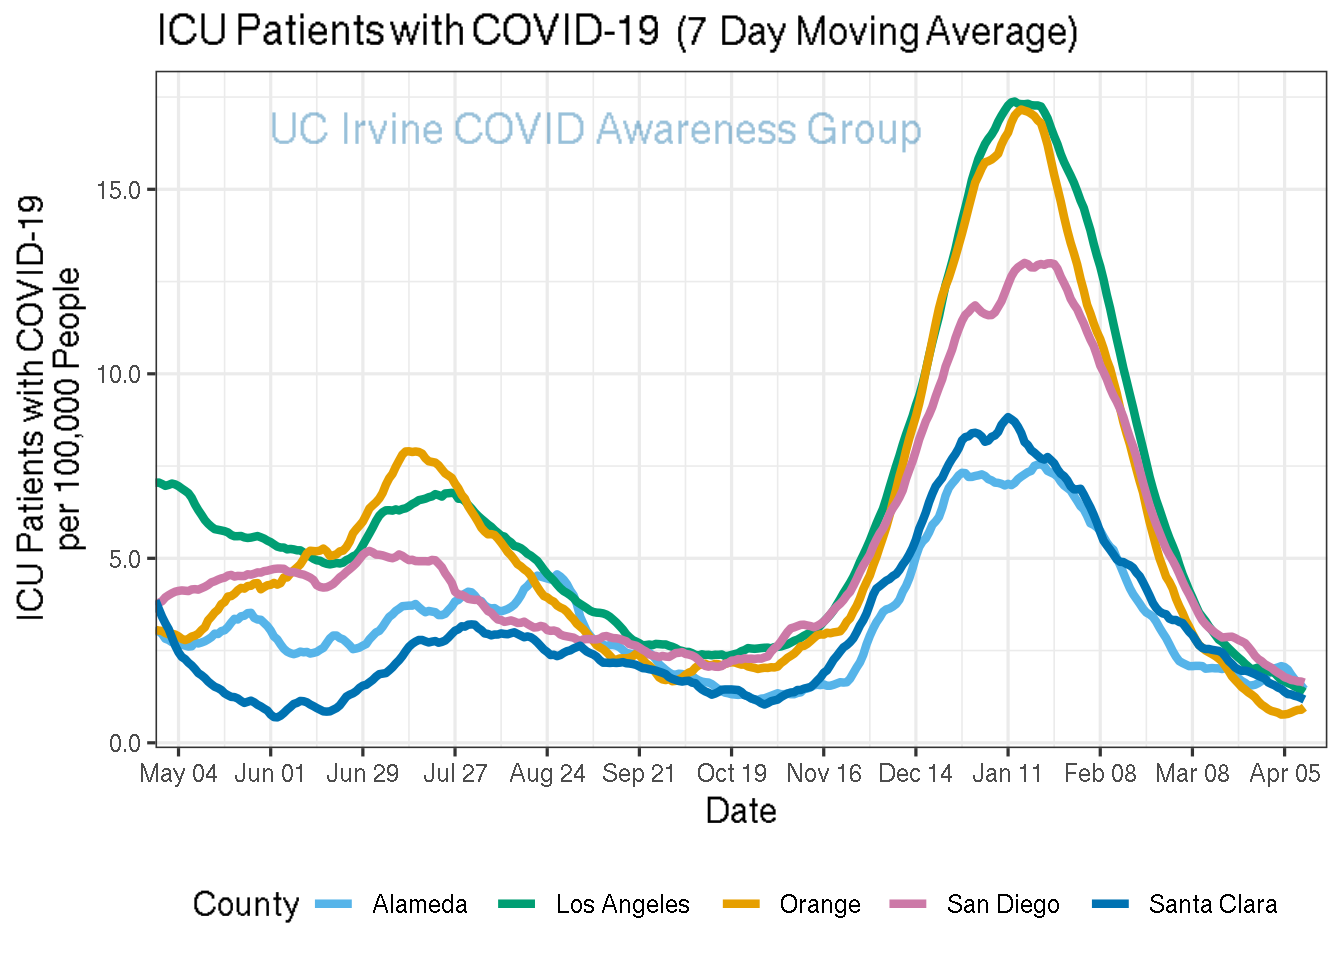 ICU Patients with COVID-19 (7 Day Moving Average)
UC Irvine COVID Awareness Group
ICU Patients with COVID-19
per 100,000 People
15.0
10.0
5.0
0.0
May 04 Jun 01 Jun 29 Jul 27 Aug 24 Sep 21 Oct 19 Nov 16 Dec 14 Jan 11 Feb 08 Mar 08 Apr 05
Date
County Alameda Los Angeles Orange San Diego Santa Clara